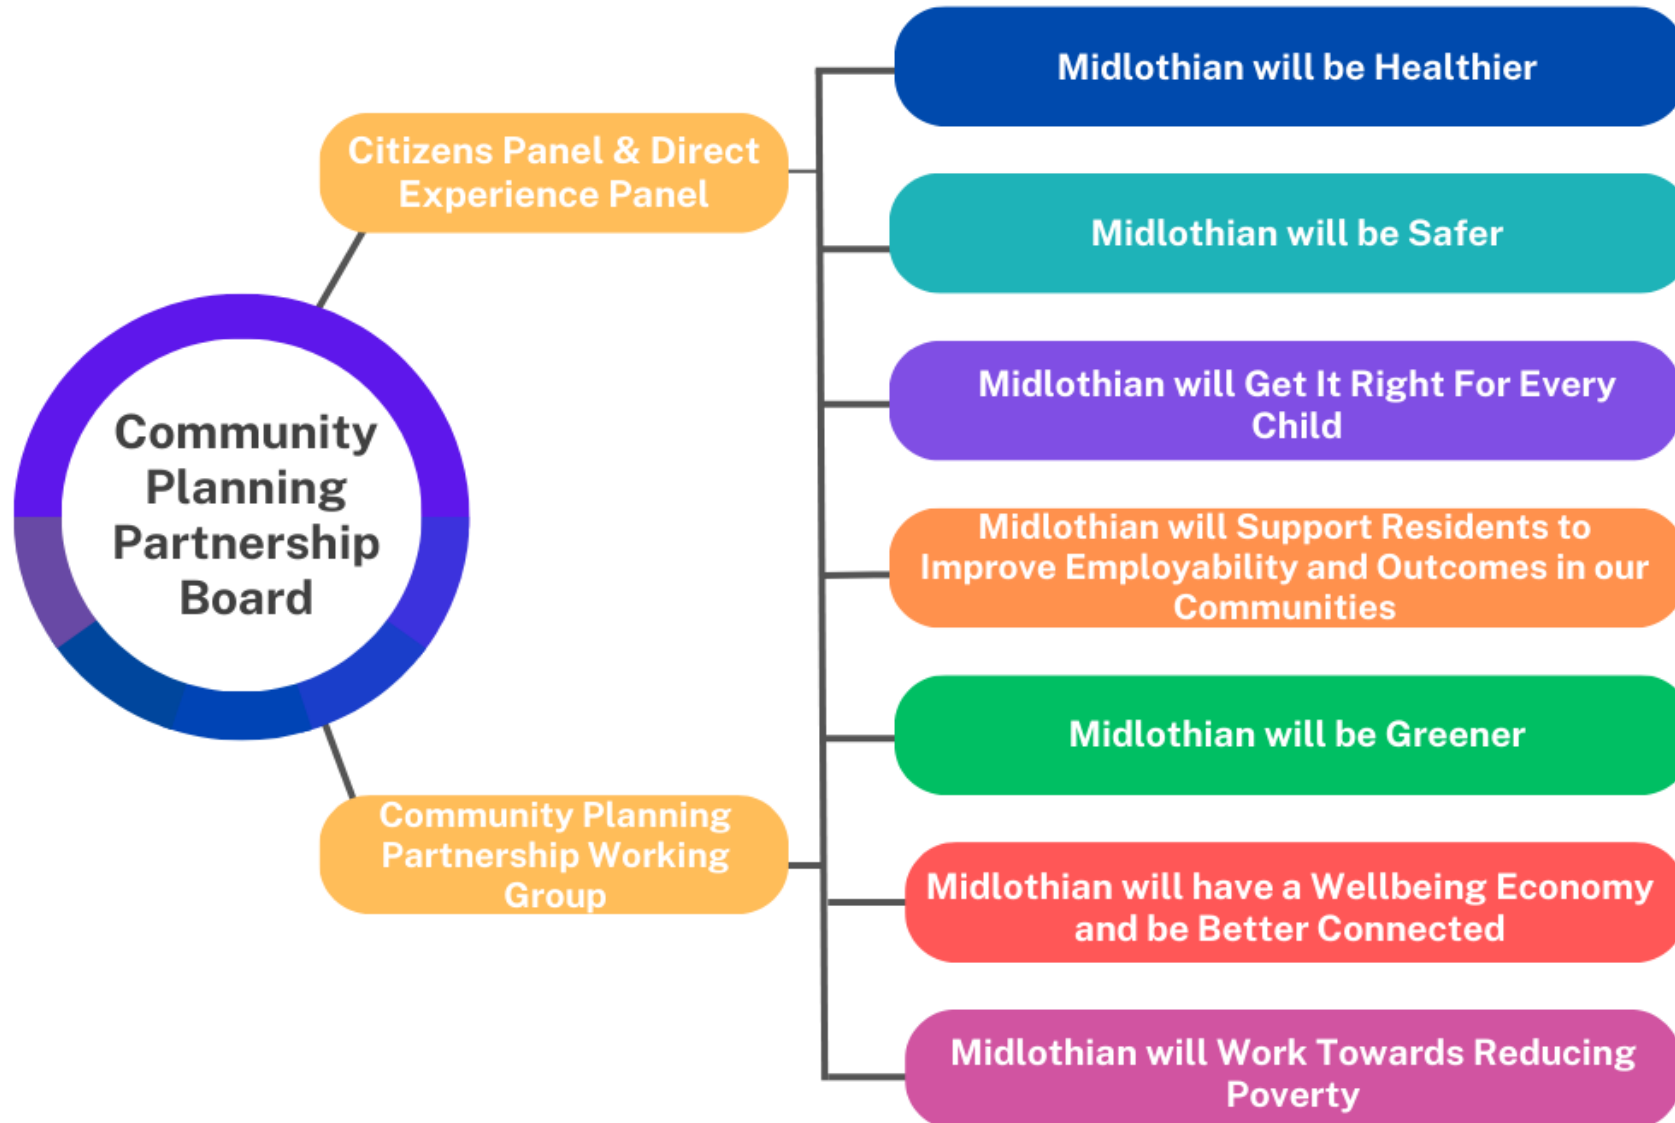 Community
Planning
Partnership
Board
Citizens Panel & Direct
Experience Panel
Community Planning
Partnership Working
Group
Midlothian will be Healthier
Midlothian will be Safer
Midlothian will Get It Right For Every
Child
Midlothian will Support Residents to
Improve Employability and Outcomes in our
Communities
Midlothian will be Greener
Midlothian will have a Wellbeing Economy
and be Better Connected
Midlothian will Work Towards Reducing
Poverty